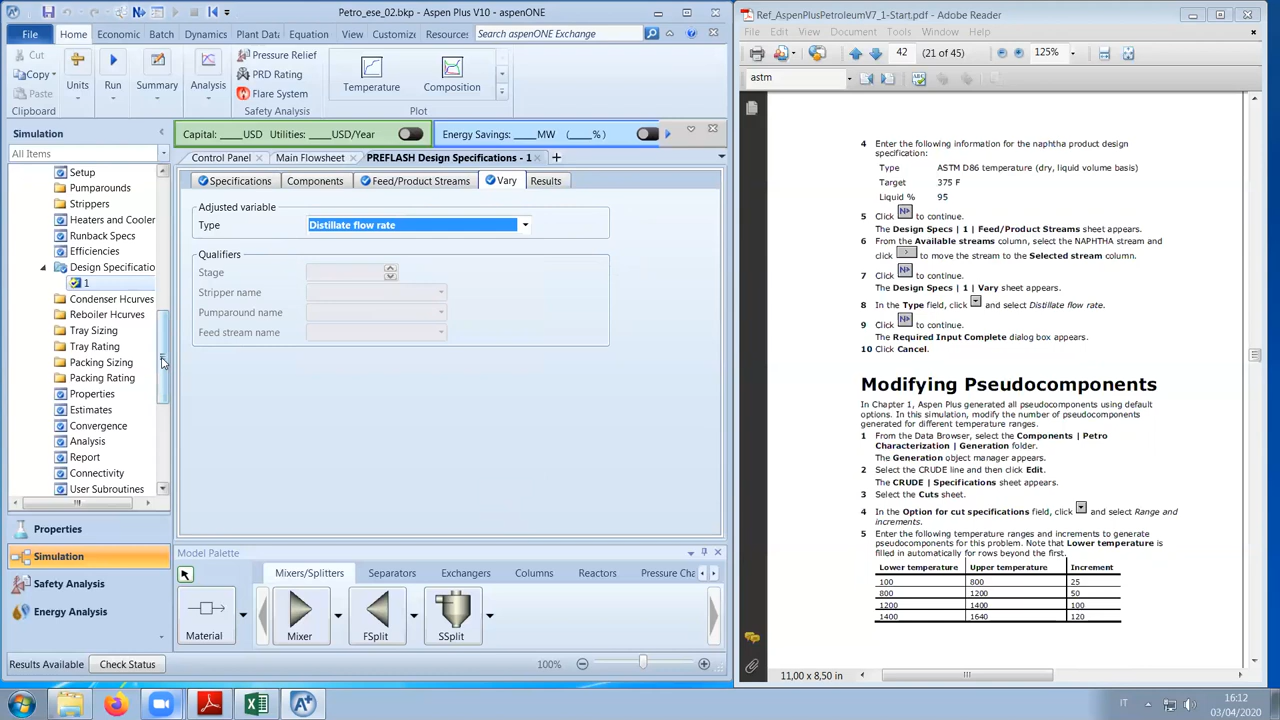 Petro_ese_02.bkp - Aspen Plus V10 - aspenONE
File Home Economic Batch Dynamics Plant Data Equation View Customiz Resource: Search aspenONE Exchange
Cut
Copy
Paste
Clipboard
Units
Run
Summary
Analysis
Pressure Relief
PRD Rating
Flare System
Safety Analysis
Temperature
Composition
Plot
Simulation
All Items
Setup
Pumparounds
Strippers
Heaters and Cooler
Runback Specs
Efficiencies
Design Specificatio
1
Condenser Hcurves
Reboiler Hcurves
Tray Sizing
Tray Rating
Packing Sizing
Packing Rating
Properties
Estimates
Convergence
Analysis
Report
Connectivity
User Subroutines
Properties
Simulation
Safety Analysis
Energy Analysis
Capital: ____USD Utilities: ____USD/Year
Energy Savings: ____MW (____%)
Control Panel Main Flowsheet PREFLASH Design Specifications - 1
Specifications Components Feed/Product Streams Vary Results
Adjusted variable
Type Distillate flow rate
Qualifiers
Stage
Stripper name
Pumparound name
Feed stream name
Model Palette
Mixers/Splitters Separators Exchangers Columns Reactors Pressure Cha
Material
Mixer
FSplit
SSplit
Results Available Check Status 100%
Ref_AspenPlusPetroleumV7_1-Start.pdf - Adobe Reader
File Edit View Document Tools Window Help
42 (21 of 45) 125%
astm
4 Enter the following information for the naphtha product design
specification:
Type ASTM D86 temperature (dry, liquid volume basis)
Target 375 F
Liquid % 95
5 Click N> to continue.
The Design Specs | 1 | Feed/Product Streams sheet appears.
6 From the Available streams column, select the NAPHTHA stream and
click > to move the stream to the Selected stream column.
7 Click N> to continue.
The Design Specs | 1 | Vary sheet appears.
8 In the Type field, click and select Distillate flow rate.
9 Click N> to continue.
The Required Input Complete dialog box appears.
10 Click Cancel.
Modifying Pseudocomponents
In Chapter 1, Aspen Plus generated all pseudocomponents using default
options. In this simulation, modify the number of pseudocomponents
generated for different temperature ranges.
1 From the Data Browser, select the Components | Petro
Characterization | Generation folder.
The Generation object manager appears.
2 Select the CRUDE line and then click Edit.
The CRUDE | Specifications sheet appears.
3 Select the Cuts sheet.
4 In the Option for cut specifications field, click and select Range and
increments.
5 Enter the following temperature ranges and increments to generate
pseudocomponents for this problem. Note that Lower temperature is
filled in automatically for rows beyond the first.
Lower temperature Upper temperature Increment
100 800 25
800 1200 50
1200 1400 100
1400 1640 120
11,00 x 8,50 in
IT
16:12
03/04/2020